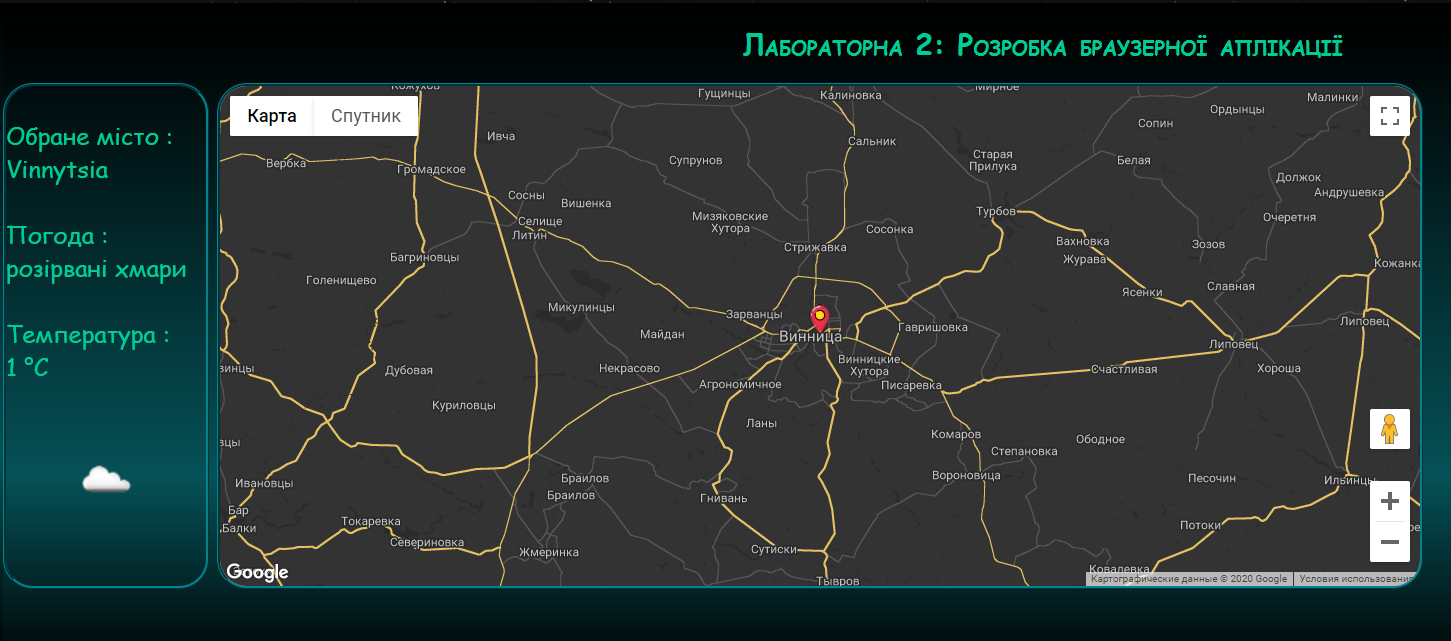 Лабораторна 2: Розробка браузерної аплікації
Обране місто :
Vinnytsia
Погода :
розірвані хмари
Температура :
1 °C
Карта
Спутник
Кожухов
Гущинцы
Калиновка
Мирное
Малинки
Ордынцы
Сопин
Ивча
Сальник
Вербка
Громадское
Супрунов
Старая
Прилука
Белая
Должок
Андрушевка
Сосны
Вишенка
Селище
Литин
Мизяковские
Хутора
Сосонка
Турбов
Очеретня
Стрижавка
Вахновка
Журава
Зозов
Багриновцы
Кожанка
Голенищево
Ясенки
Славная
Микулинцы
Зарванцы
Липовец
Майдан
Винница
Гавришовка
Липовец
Винницкие
Хутора
Некрасово
Дубовая
Агрономичное
Писаревка
Счастливая
Хороша
Куриловцы
Ланы
Комаров
Ободное
Степановка
Ивановцы
Браилов
Браилов
Гнивань
Вороновица
Песочин
Ильинцы
Бар
Балки
Токаревка
Севериновка
Жмеринка
Сутиски
Потоки
Тывров
Ковалевка
Google
Картографические данные © 2020 Google
Условия использования